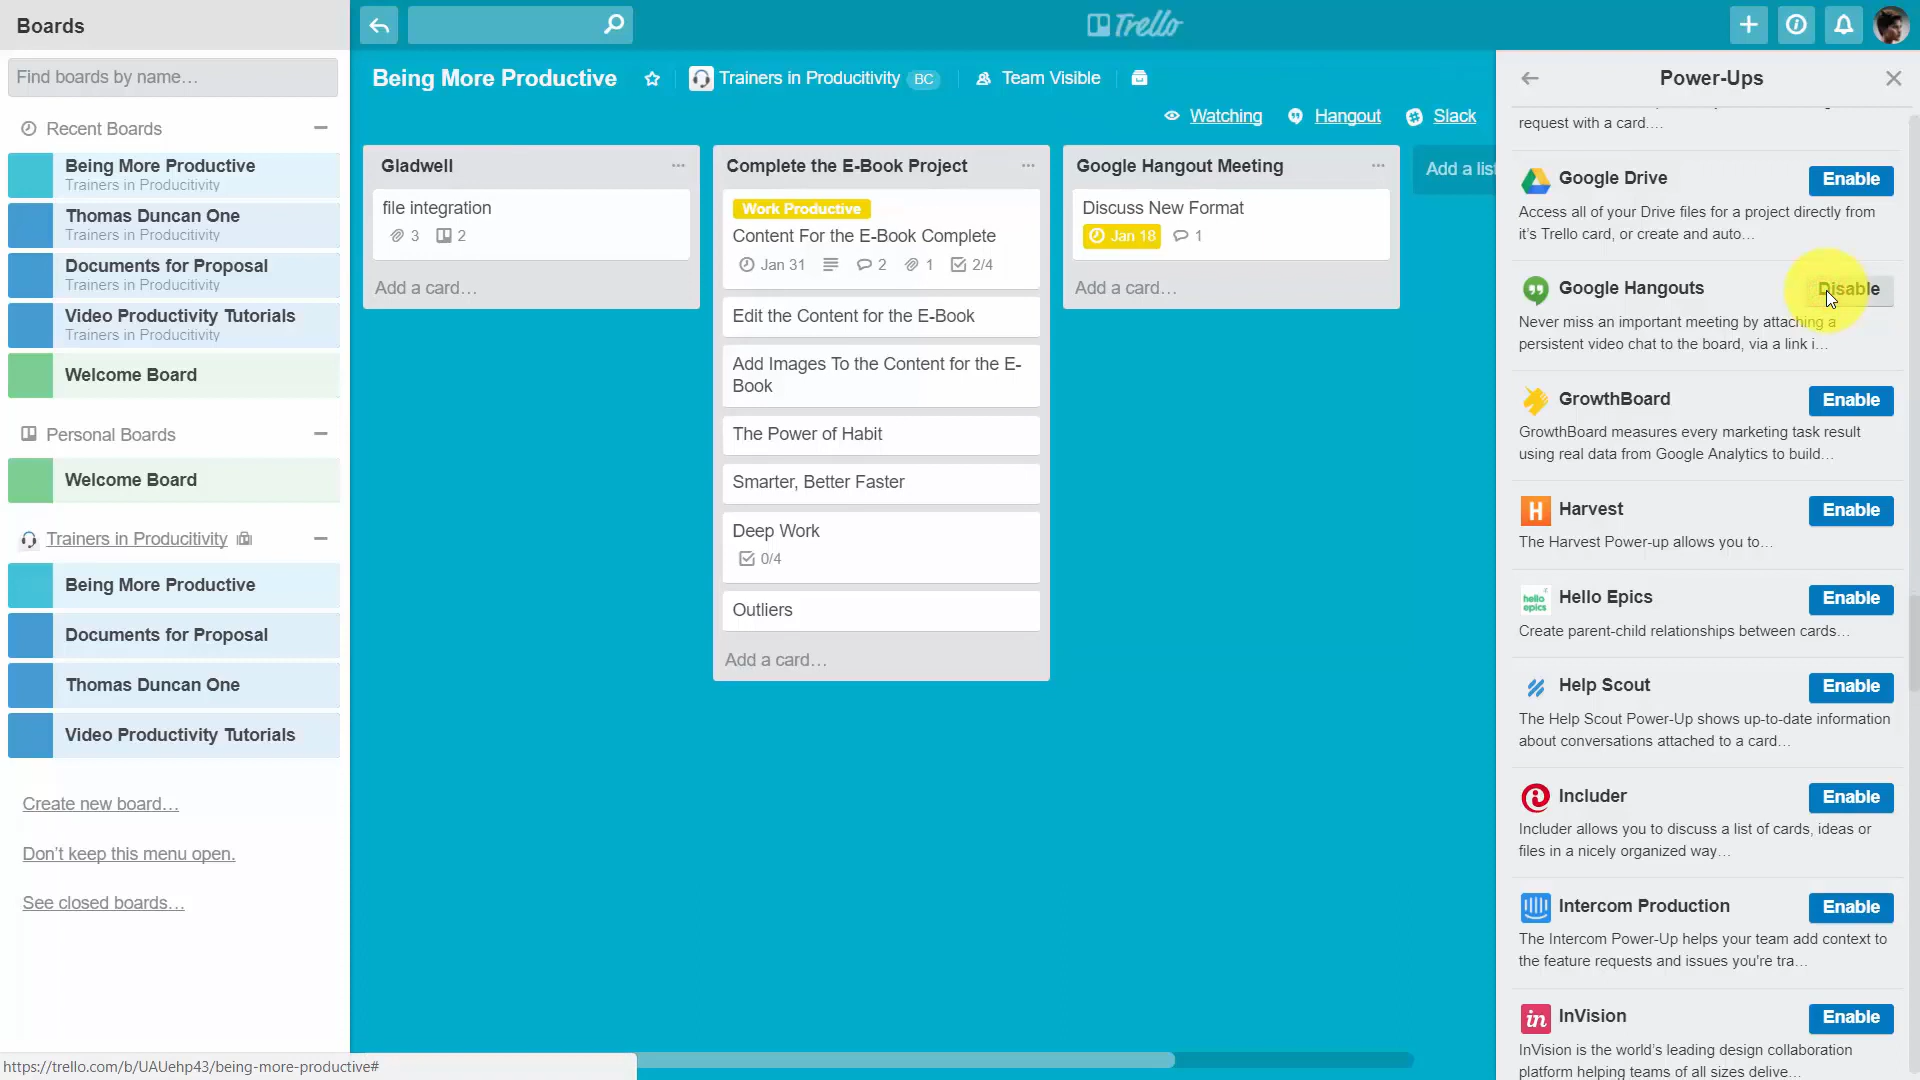 Boards
Find boards by name…
Recent Boards
Being More Productive
Trainers in Producitivity
Thomas Duncan One
Trainers in Producitivity
Documents for Proposal
Trainers in Producitivity
Video Productivity Tutorials
Trainers in Producitivity
Welcome Board
Personal Boards
Welcome Board
Trainers in Producitivity
Being More Productive
Documents for Proposal
Thomas Duncan One
Video Productivity Tutorials
Create new board…
Don't keep this menu open.
See closed boards…
https://trello.com/b/UAUehp43/being-more-productive#
Trello
Being More Productive
Trainers in Producitivity BC
Team Visible
Watching
Hangout
Slack
Gladwell
file integration
3 2
Add a card…
Complete the E-Book Project
Work Productive
Content For the E-Book Complete
Jan 31 2 1 2/4
Edit the Content for the E-Book
Add Images To the Content for the E-
Book
The Power of Habit
Smarter, Better Faster
Deep Work
0/4
Outliers
Add a card…
Google Hangout Meeting
Discuss New Format
Jan 18 1
Add a card…
Add a list
Power-Ups
request with a card.…
Google Drive
Enable
Access all of your Drive files for a project directly from
it's Trello card, or create and auto…
Google Hangouts
Disable
Never miss an important meeting by attaching a
persistent video chat to the board, via a link i…
GrowthBoard
Enable
GrowthBoard measures every marketing task result
using real data from Google Analytics to build…
Harvest
Enable
The Harvest Power-up allows you to…
hello
epics
Hello Epics
Enable
Create parent-child relationships between cards…
Help Scout
Enable
The Help Scout Power-Up shows up-to-date information
about conversations attached to a card…
Includer
Enable
Includer allows you to discuss a list of cards, ideas or
files in a nicely organized way…
Intercom Production
Enable
The Intercom Power-Up helps your team add context to
the feature requests and issues you're tra…
in
InVision
Enable
InVision is the world's leading design collaboration
platform helping teams of all sizes delive…